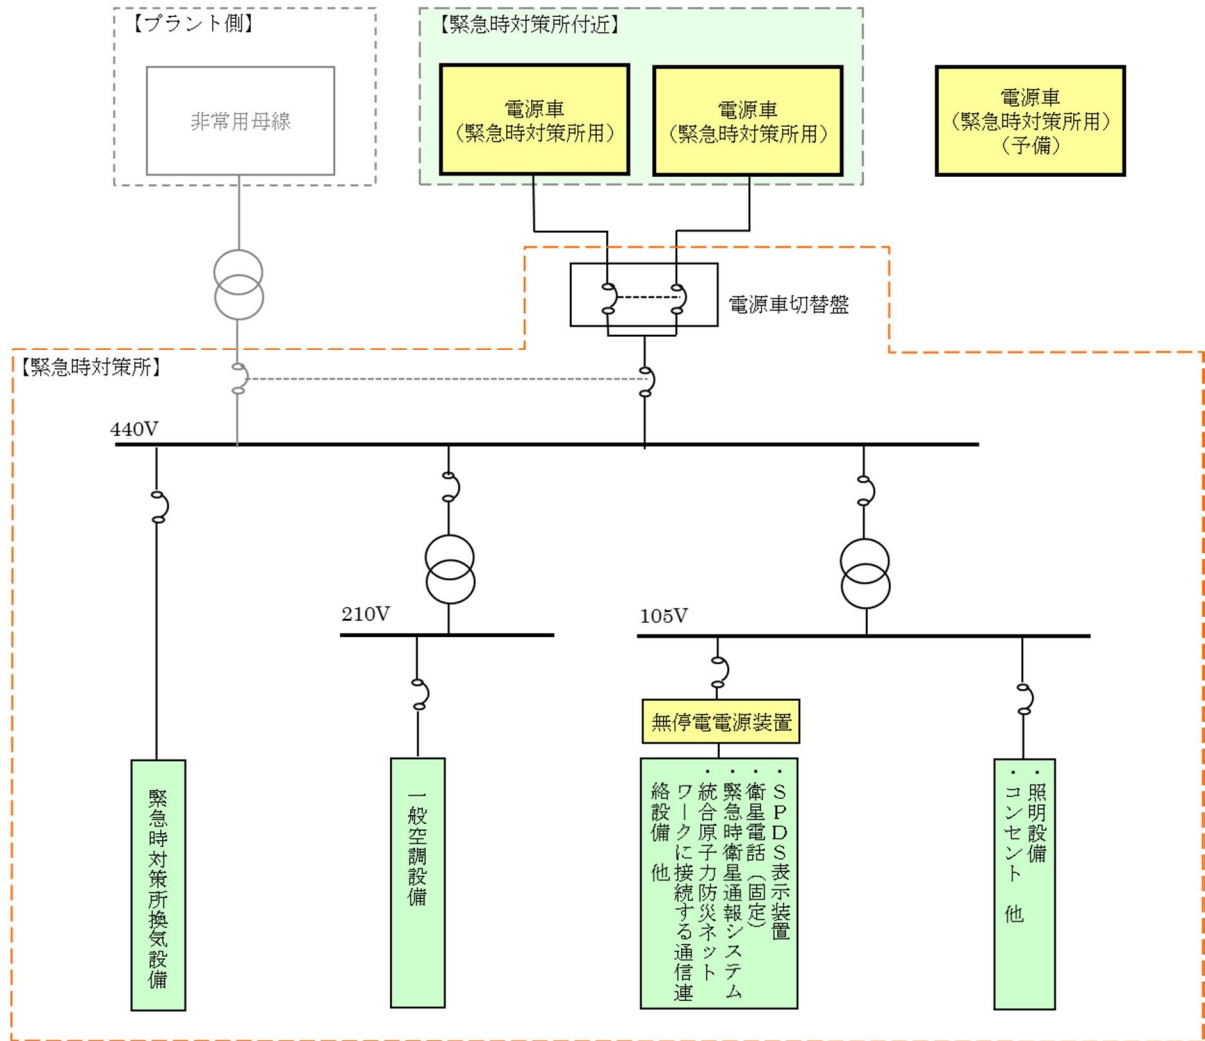 【プラント側】
非常用母線
【緊急時対策所付近】
電源車
（緊急時対策所用）
電源車
（緊急時対策所用）
電源車
（緊急時対策所用）
（予備）
電源車切替盤
【緊急時対策所】
440V
210V
105V
無停電電源装置
緊急時対策所換気設備
一般空調設備
・ＳＰＤＳ表示装置
・衛星電話（固定）
・緊急時衛星通報システム
・統合原子力防災ネット
ワークに接続する通信連
絡設備　他
・照明設備
・コンセント　他